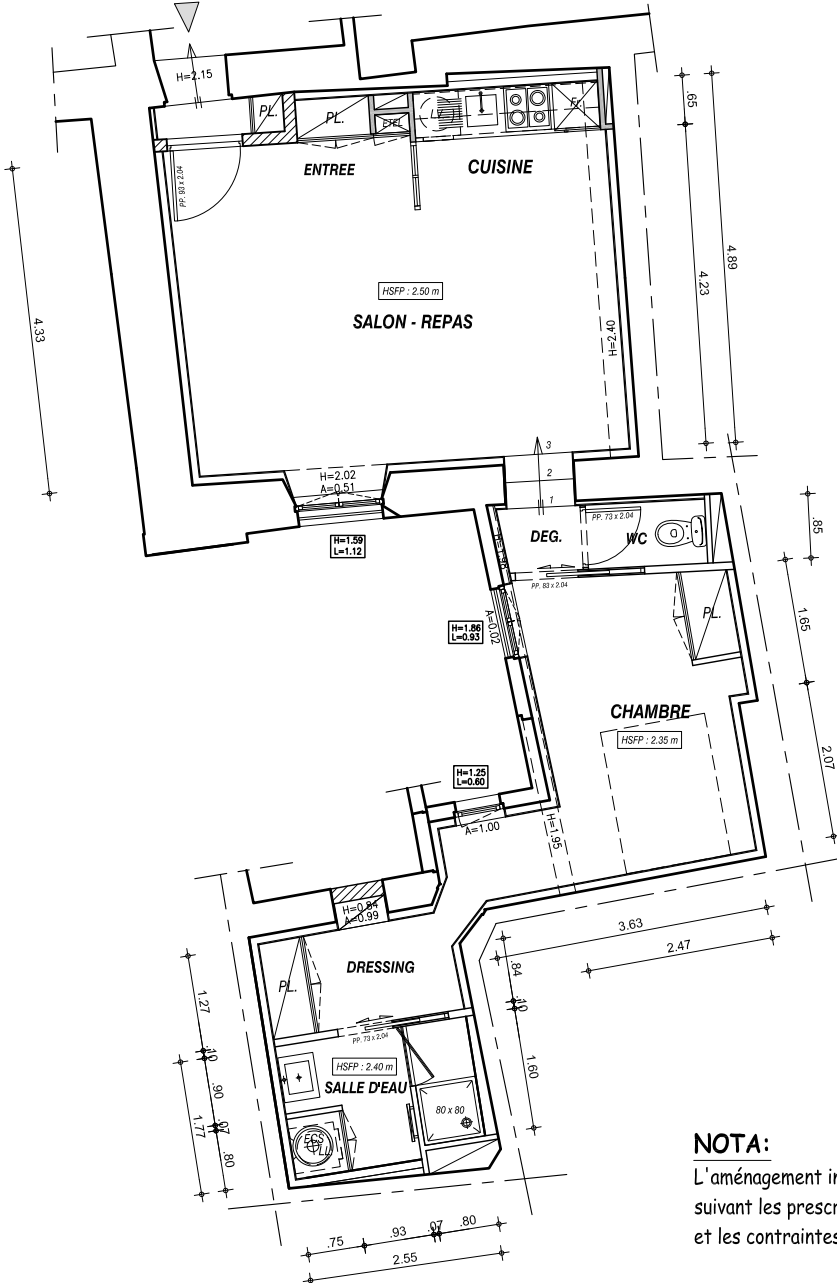 H=2.15
PL.
PL.
ETEL
LV
Fr.
ENTREE
CUISINE
PP. 93 x 2.04
.65
4.89
4.23
4.33
HSFP : 2.50 m
SALON - REPAS
H=2.40
3
2
1
H=2.02
A=0.51
H=1.59
L=1.12
DEG.
PP. 73 x 2.04
WC
.85
PP. 83 x 2.04
PL.
1.65
H=1.86
L=0.93
A=0.02
CHAMBRE
HSFP : 2.35 m
2.07
H=1.25
L=0.60
A=1.00
H=1.95
H=0.84
A=0.99
3.63
2.47
DRESSING
PL.
.84
.10
1.27
.10
PP. 73 x 2.04
HSFP : 2.40 m
SALLE D'EAU
1.60
.90
1.77
.07
.80
80 x 80
ECS
LL
.75
.93
.07
.80
2.55
NOTA:
L'aménagement in
suivant les prescr
et les contraintes